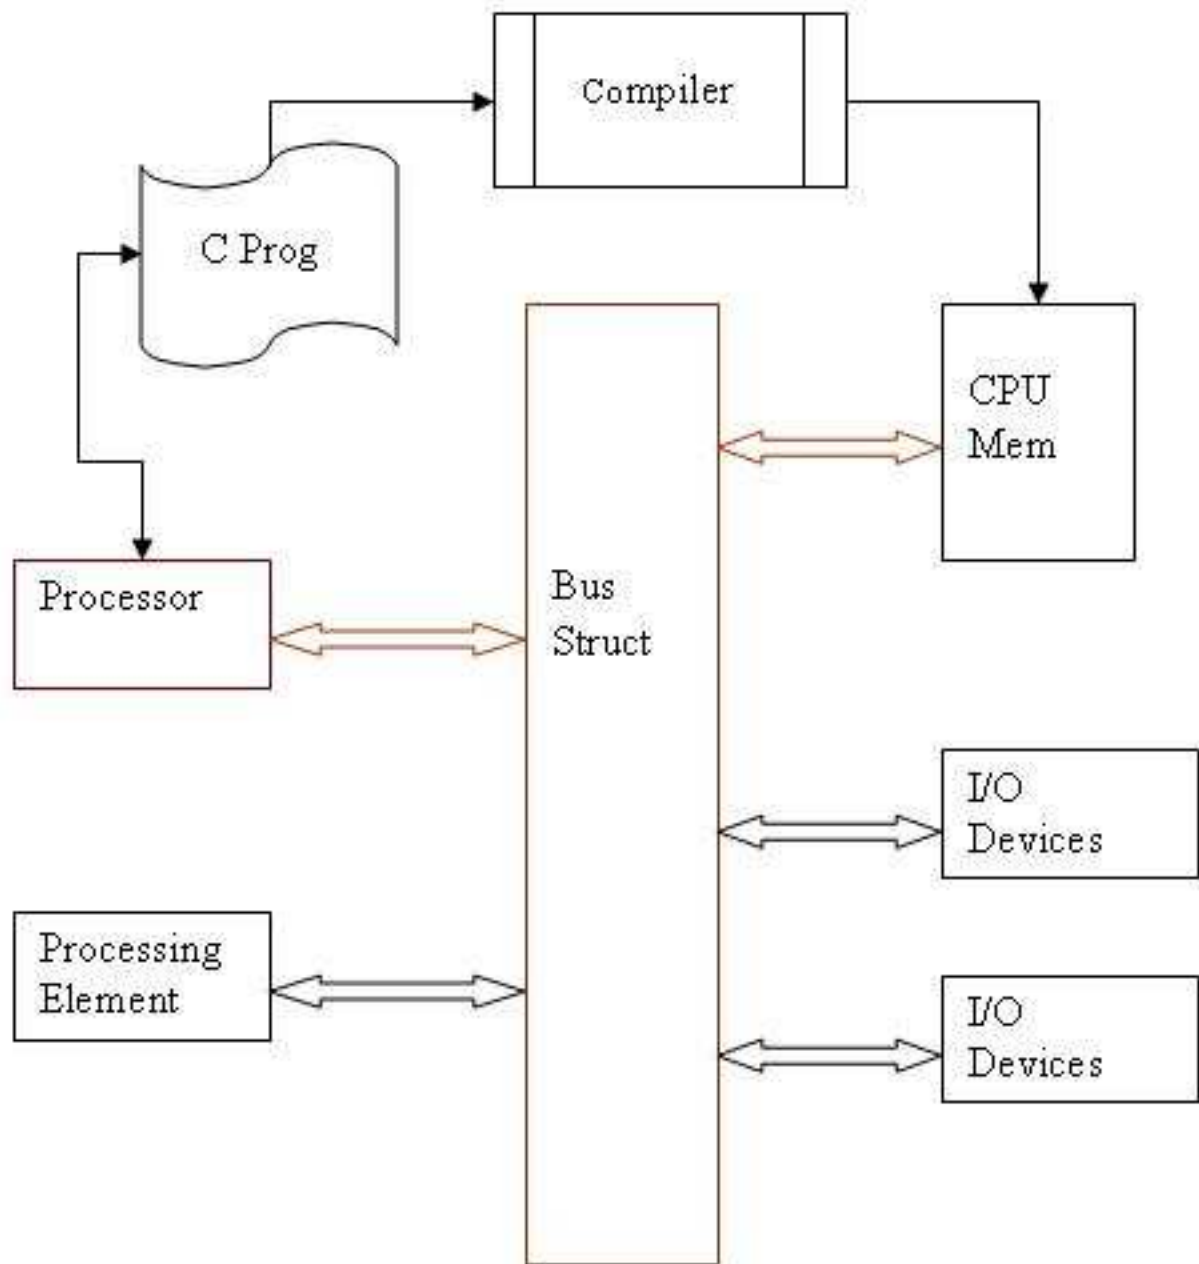 Compiler
C Prog
CPU
Mem
Processor
Bus
Struct
I/O
Devices
Processing
Element
I/O
Devices